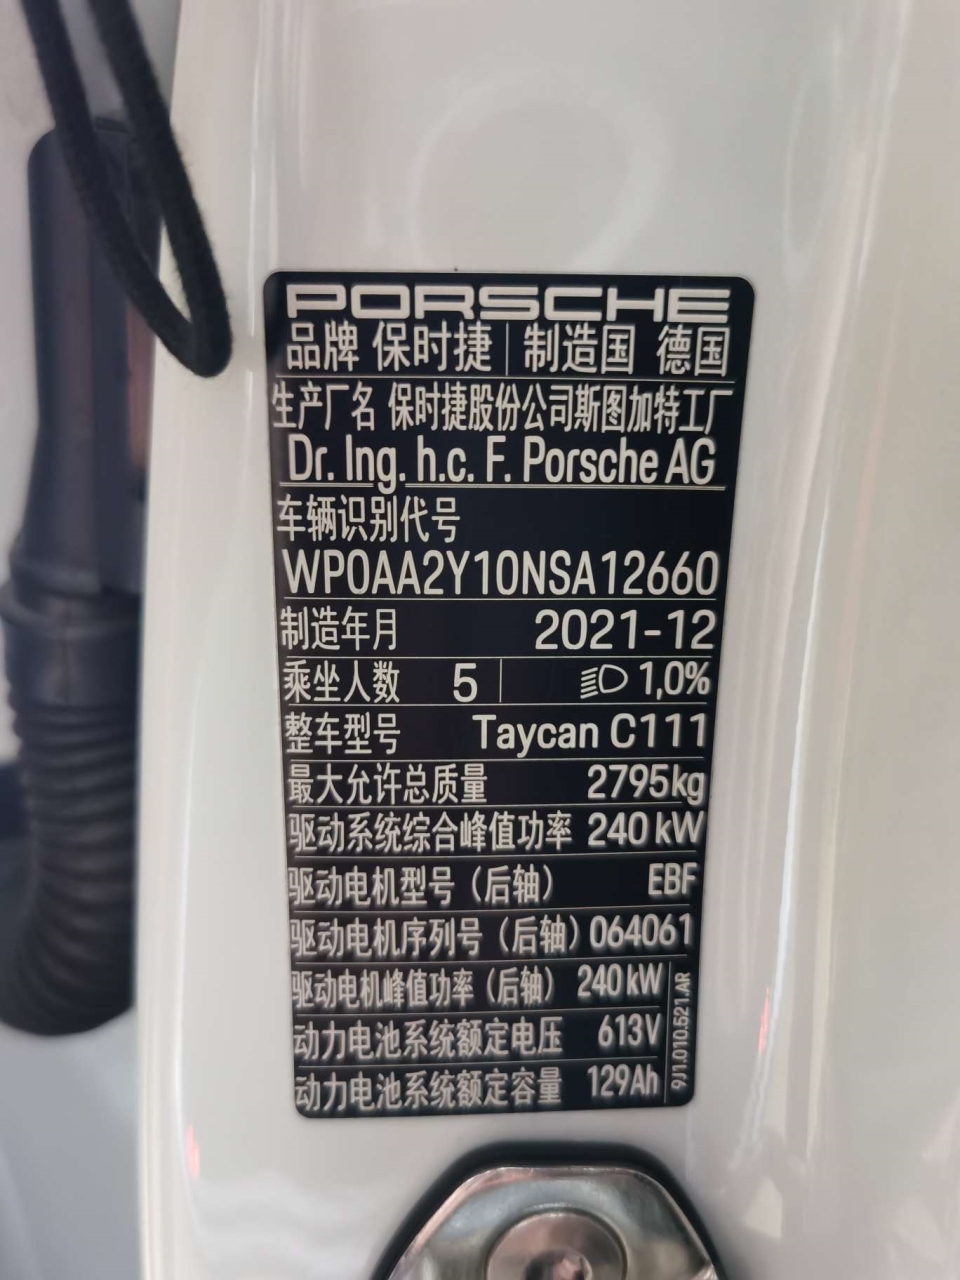 PORSCHE
品牌 保时捷 制造国 德国
生产厂名 保时捷股份公司斯图加特工厂
Dr. Ing. h.c. F. Porsche AG
车辆识别代号
WP0AA2Y10NSA12660
制造年月 2021-12
乘坐人数 5 1,0%
整车型号 Taycan C111
最大允许总质量 2795kg
驱动系统综合峰值功率 240 kW
驱动电机型号（后轴） EBF
驱动电机序列号（后轴）064061
驱动电机峰值功率（后轴） 240 kW
动力电池系统额定电压 613V
动力电池系统额定容量 129Ah
9J1.010.521.AR